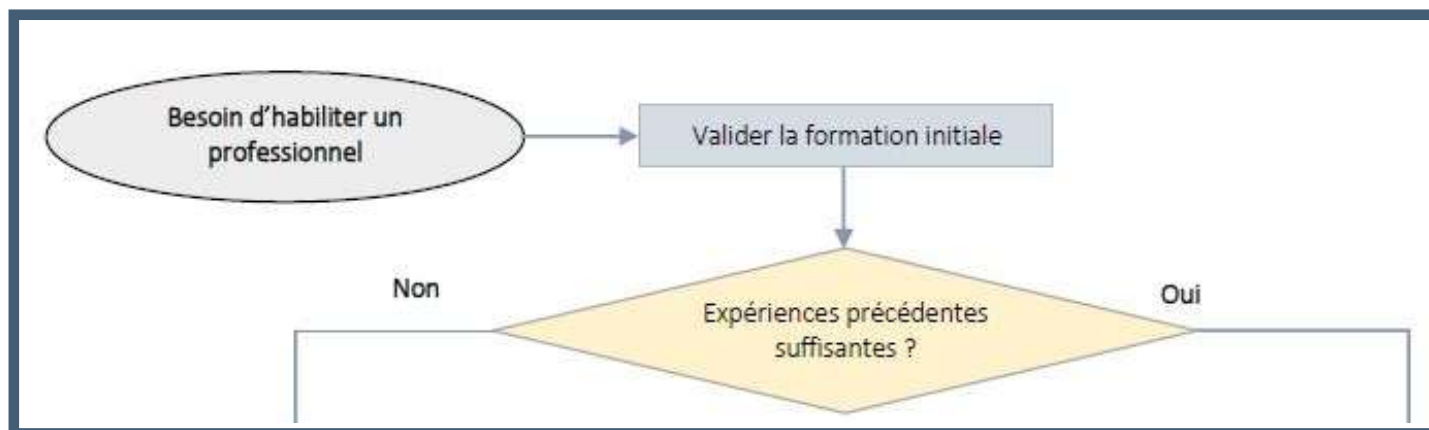 Besoin d'habiliter un
professionnel
Valider la formation initiale
Non
Oui
Expériences précédentes
suffisantes ?